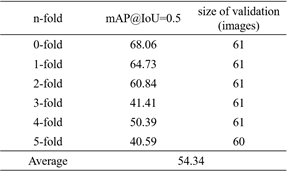 n-fold mAP@IoU=0.5 size of validation
(images)
0-fold 68.06 61
1-fold 64.73 61
2-fold 60.84 61
3-fold 41.41 61
4-fold 50.39 61
5-fold 40.59 60
Average 54.34